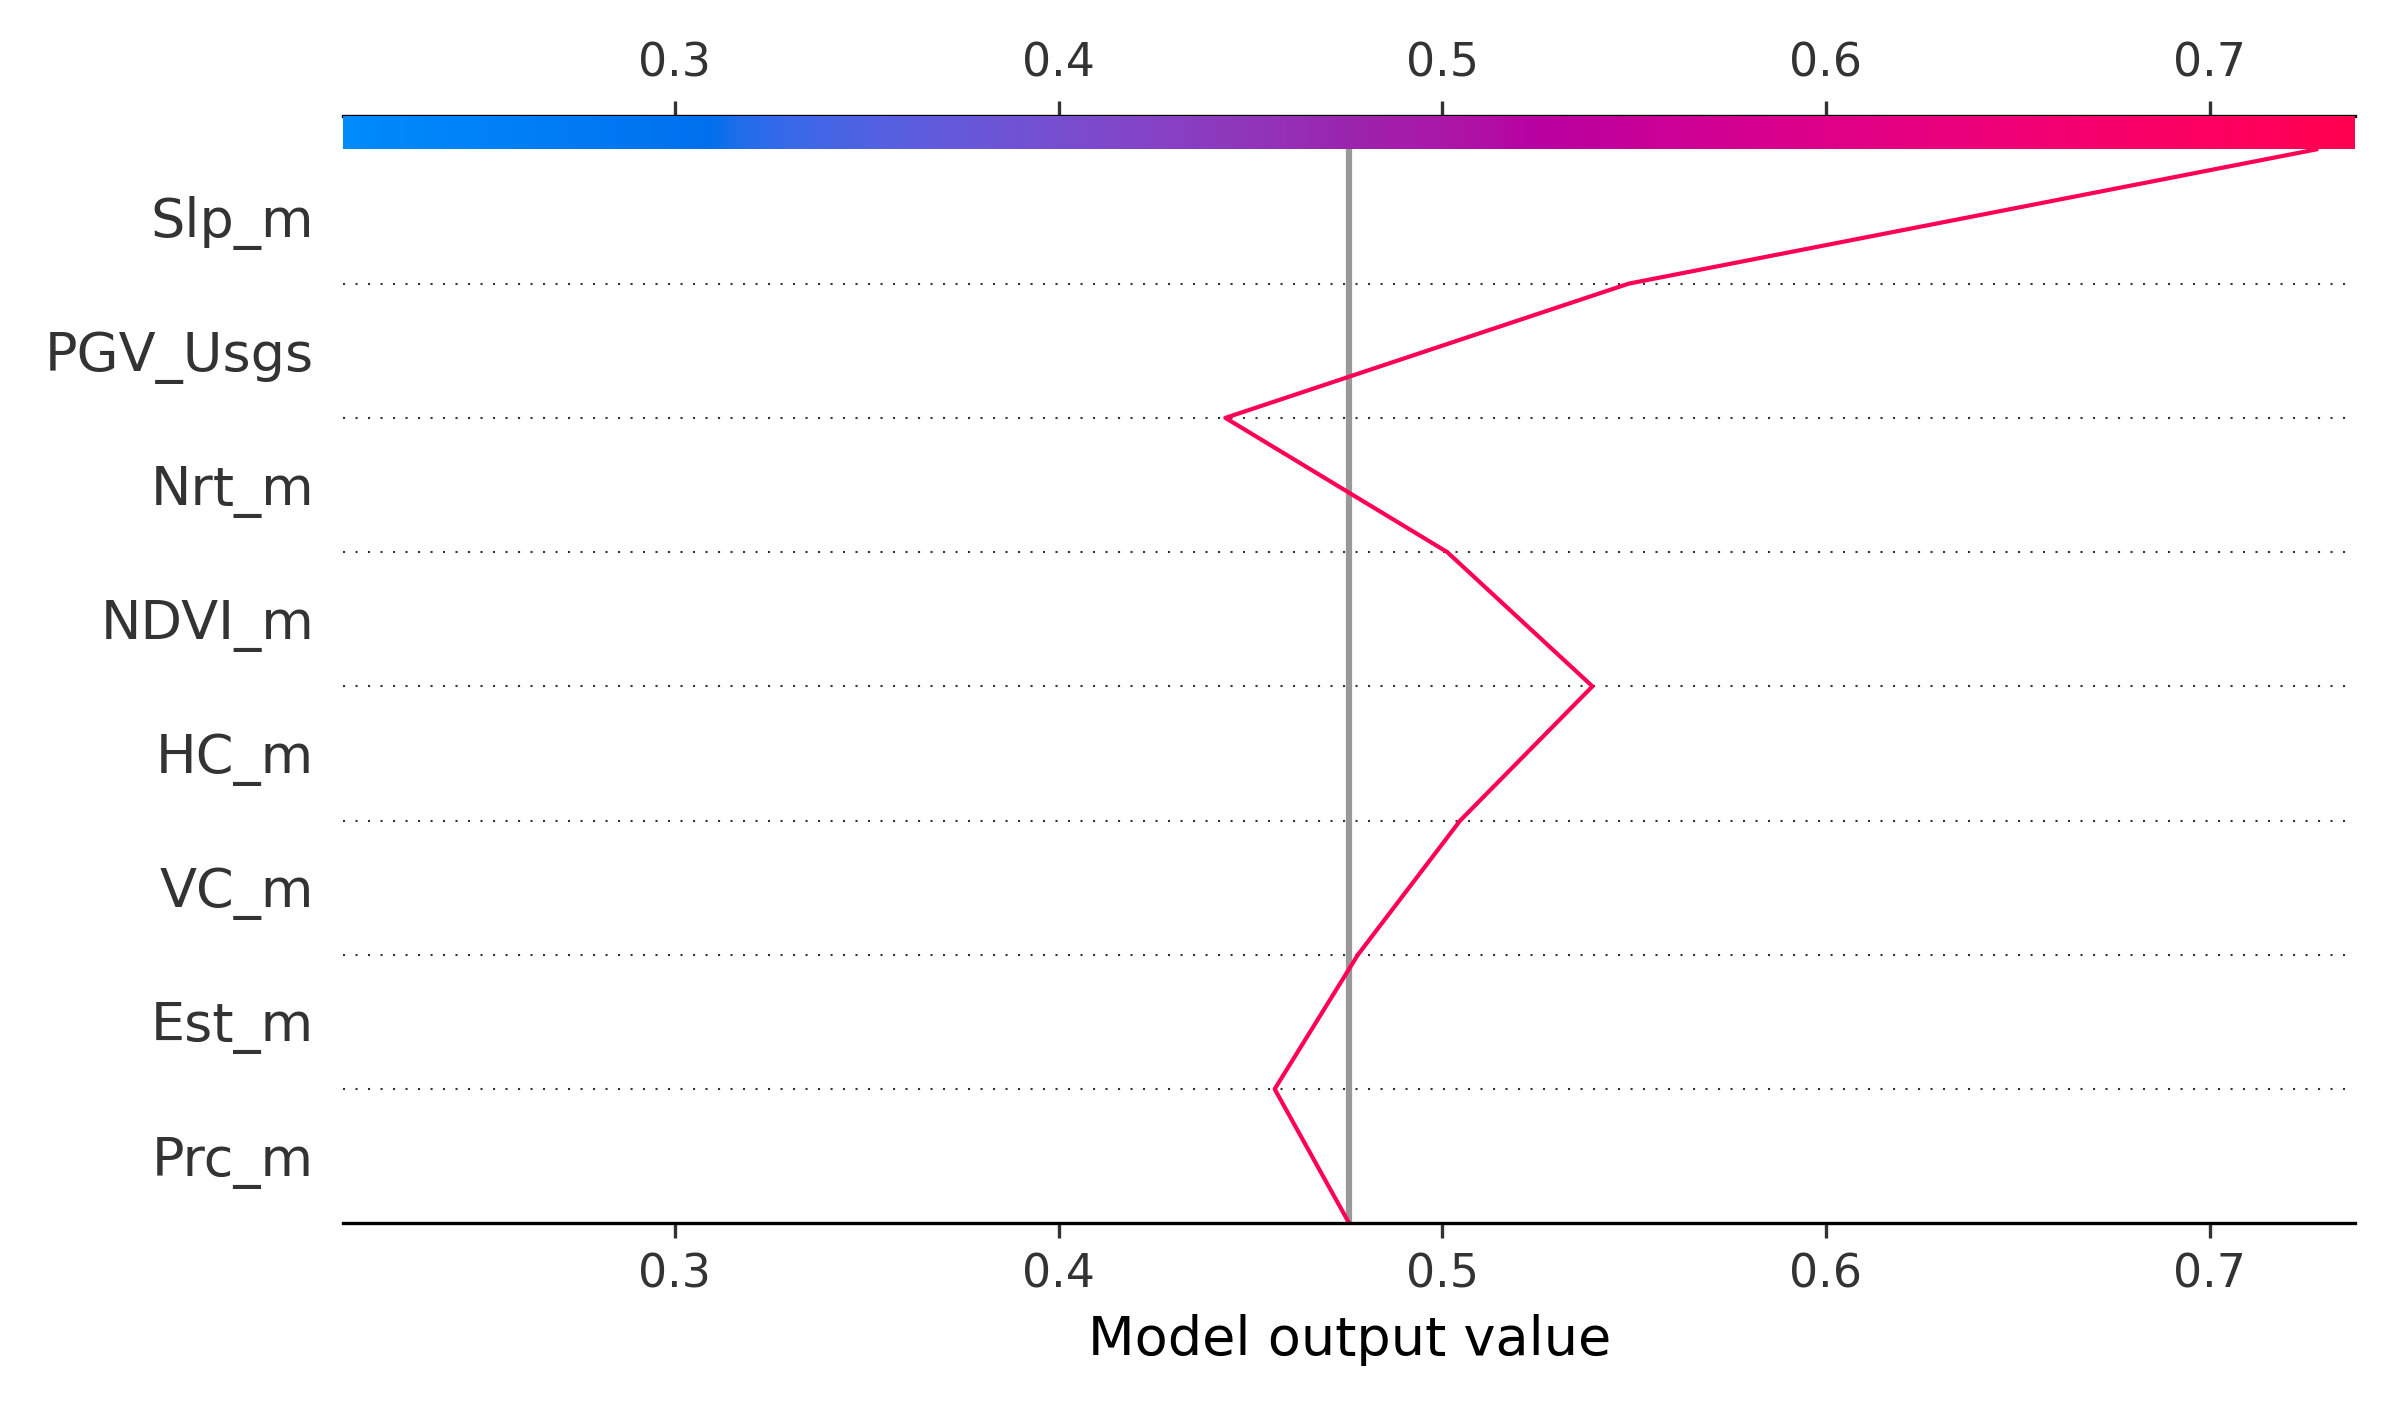 0.3 0.4 0.5 0.6 0.7
Slp_m
PGV_Usgs
Nrt_m
NDVI_m
HC_m
VC_m
Est_m
Prc_m
0.3 0.4 0.5 0.6 0.7
Model output value